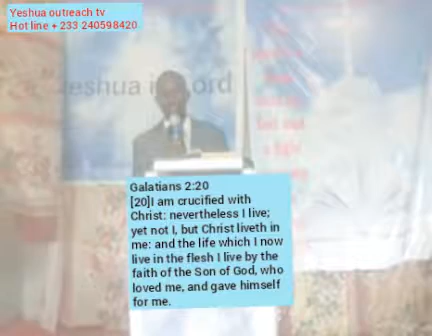 Yeshua outreach tv
Hot line + 233 240598420
eshua i ord
Galatians 2:20
[20]I am crucified with
Christ: nevertheless I live;
yet not I, but Christ liveth in
me: and the life which I now
live in the flesh I live by the
faith of the Son of God, who
loved me, and gave himself
for me.